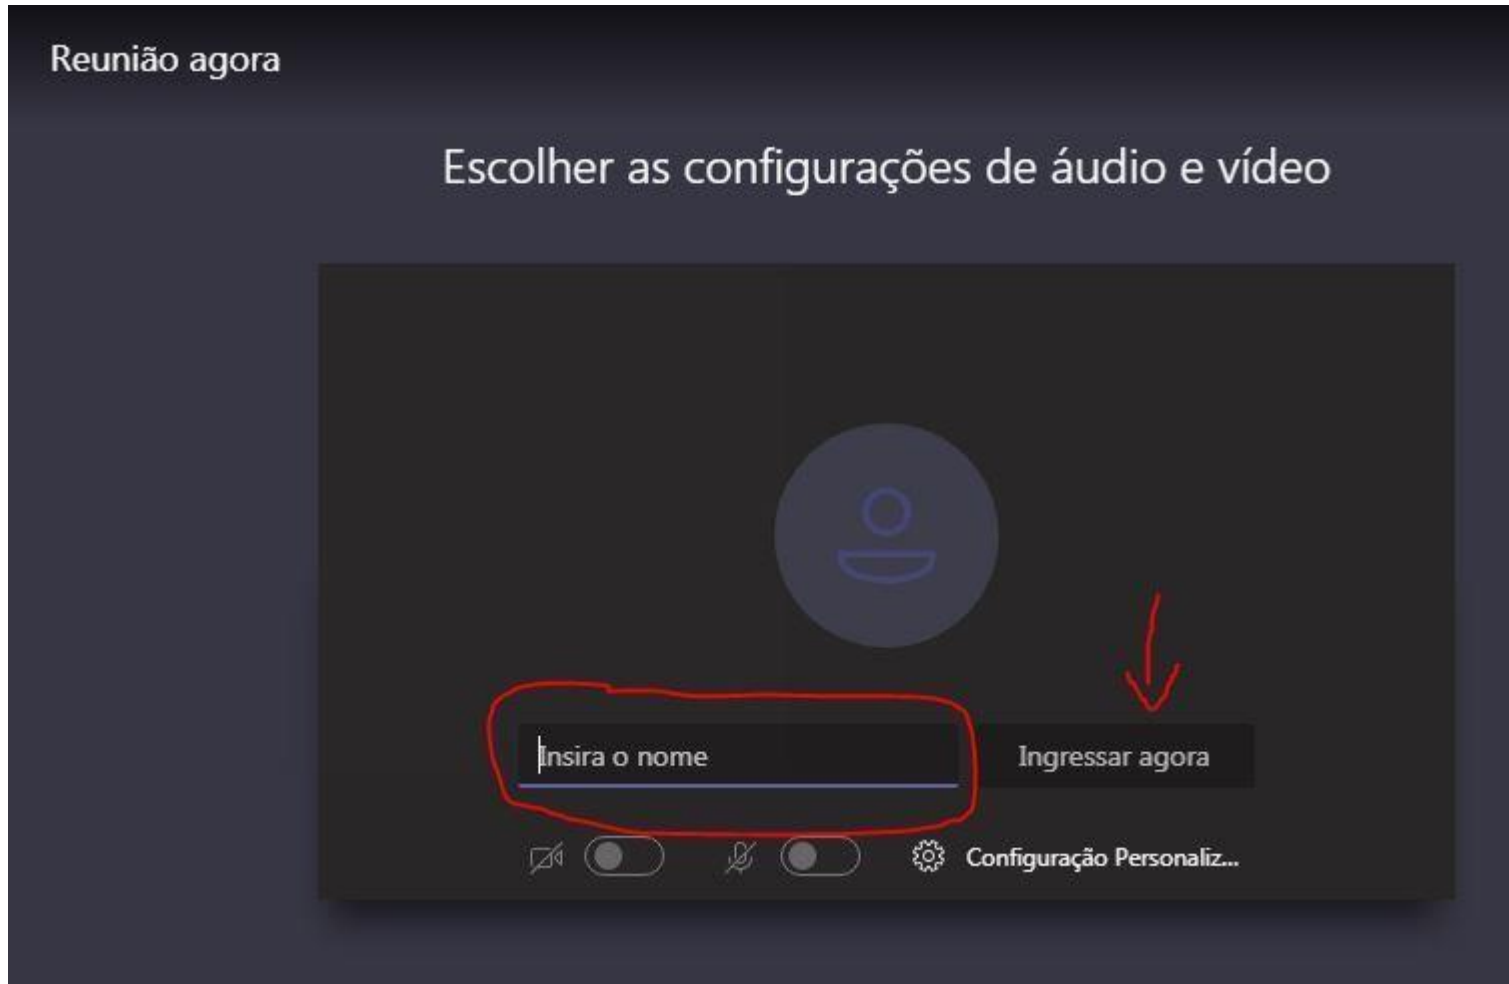 Reunião agora
Escolher as configurações de áudio e vídeo
Insira o nome Ingressar agora
Configuração Personaliz...